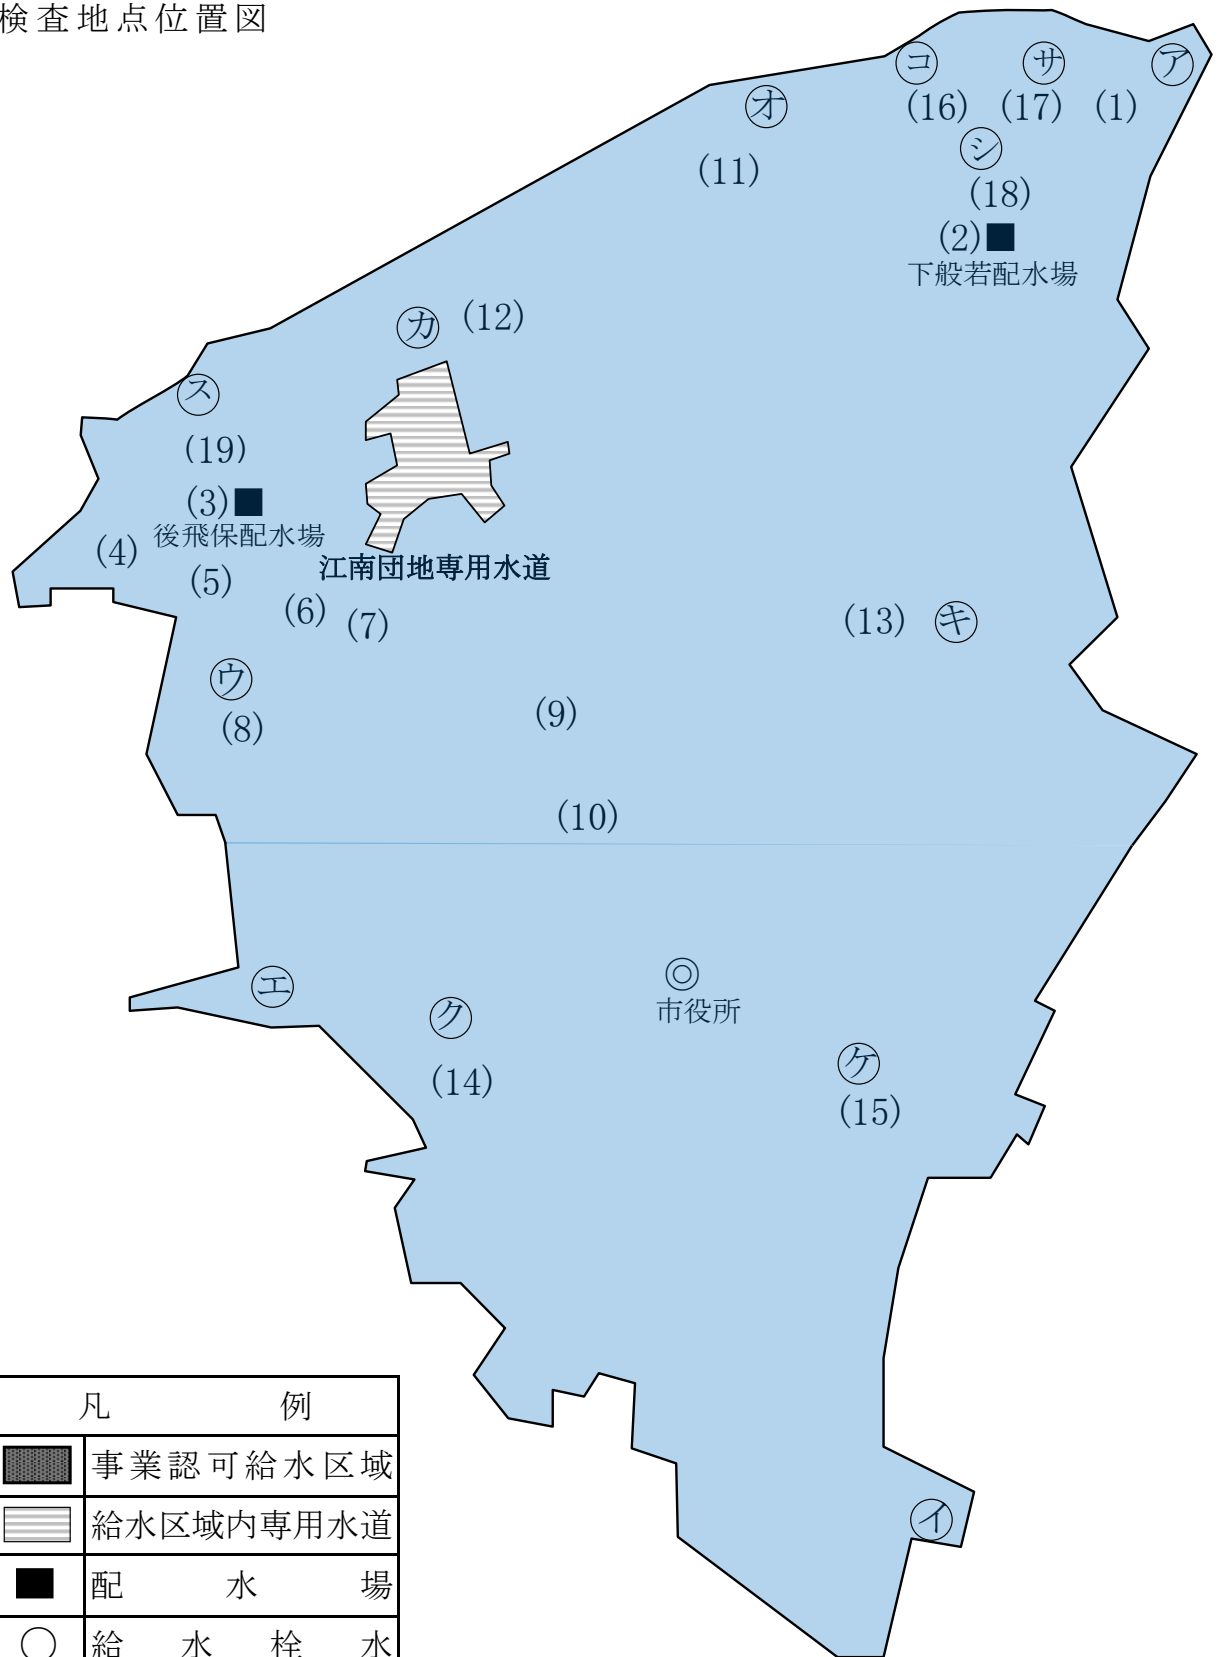 検査地点位置図
㋙ ㋚ ㋐
㋔ (16) (17) (1)
㋛
(11) (18)
(2)■
下般若配水場
㋕ (12)
㋜
(19)
(3)■
後飛保配水場
(4)
江南団地専用水道
(5)
(6) (7)
(13) ㋖
㋒
(8) (9)
(10)
◎
市役所
㋓
㋗
㋘
(14)
(15)
㋑
凡例
事業認可給水区域
給水区域内専用水道
配水場
給水栓水